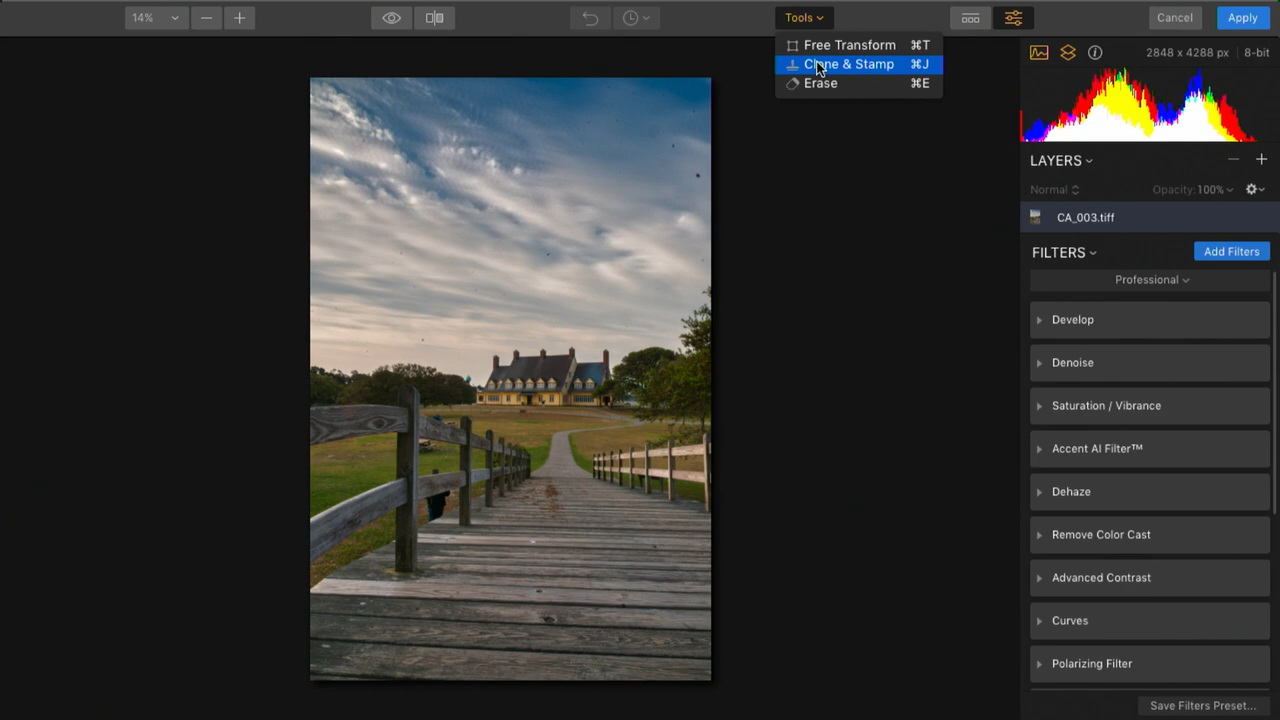 14%
Tools
Cancel
Apply
Free Transform ⌘T
Clone & Stamp ⌘J
Erase ⌘E
2848 x 4288 px 8-bit
LAYERS
Normal Opacity: 100%
CA_003.tiff
FILTERS Add Filters
Professional
Develop
Denoise
Saturation / Vibrance
Accent AI Filter™
Dehaze
Remove Color Cast
Advanced Contrast
Curves
Polarizing Filter
Save Filters Preset...